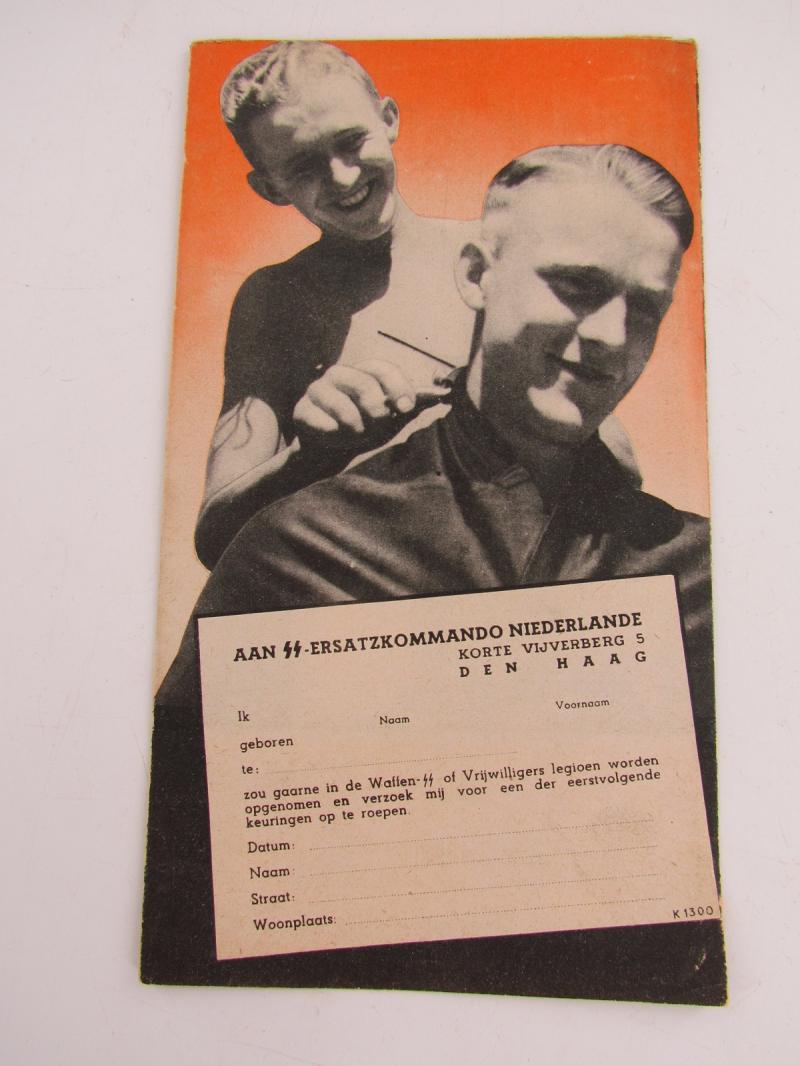 AAN ᛋᛋ-ERSATZKOMMANDO NIEDERLANDE
KORTE VIJVERBERG 5
DEN HAAG
Ik
Naam
Voornaam
geboren
te:
zou gaarne in de Waffen-ᛋᛋ of Vrijwilligers legioen worden
opgenomen en verzoek mij voor een der eerstvolgende
keuringen op te roepen.
Datum:
Naam:
Straat:
Woonplaats:
K 1300